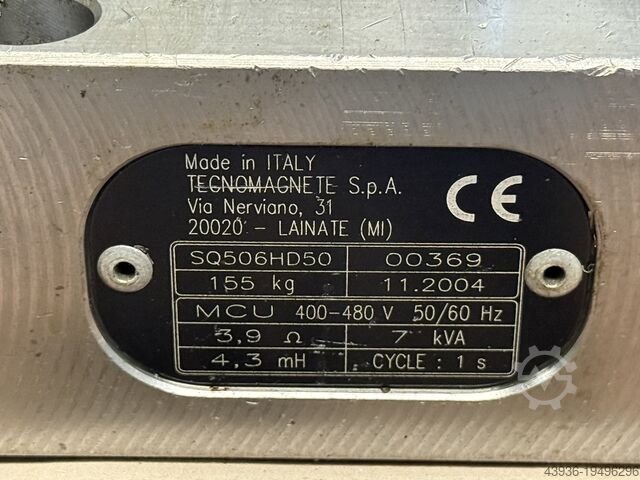 Made in ITALY
TECNOMAGNETE S.p.A.
Via Nerviano, 31
20020 - LAINATE (MI)
CE
SQ506HD50 00369
155 kg 11.2004
MCU 400-480 V 50/60 Hz
3,9 Ω 7 kVA
4,3 mH CYCLE : 1 s
43936-19496296